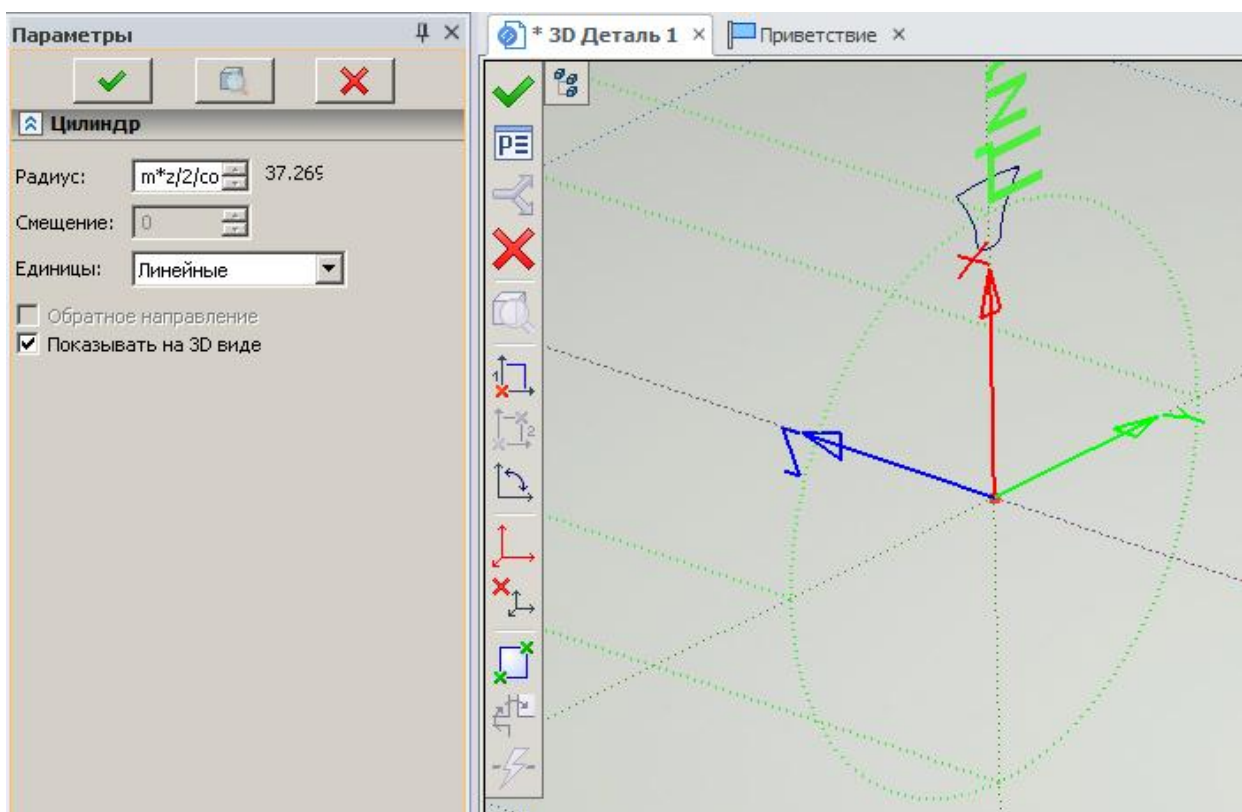 Параметры
* 3D Деталь 1
Приветствие
Цилиндр
Радиус: m*z/2/co 37.269
Смещение: 0
Единицы: Линейные
Обратное направление
Показывать на 3D виде
X
Y
Z